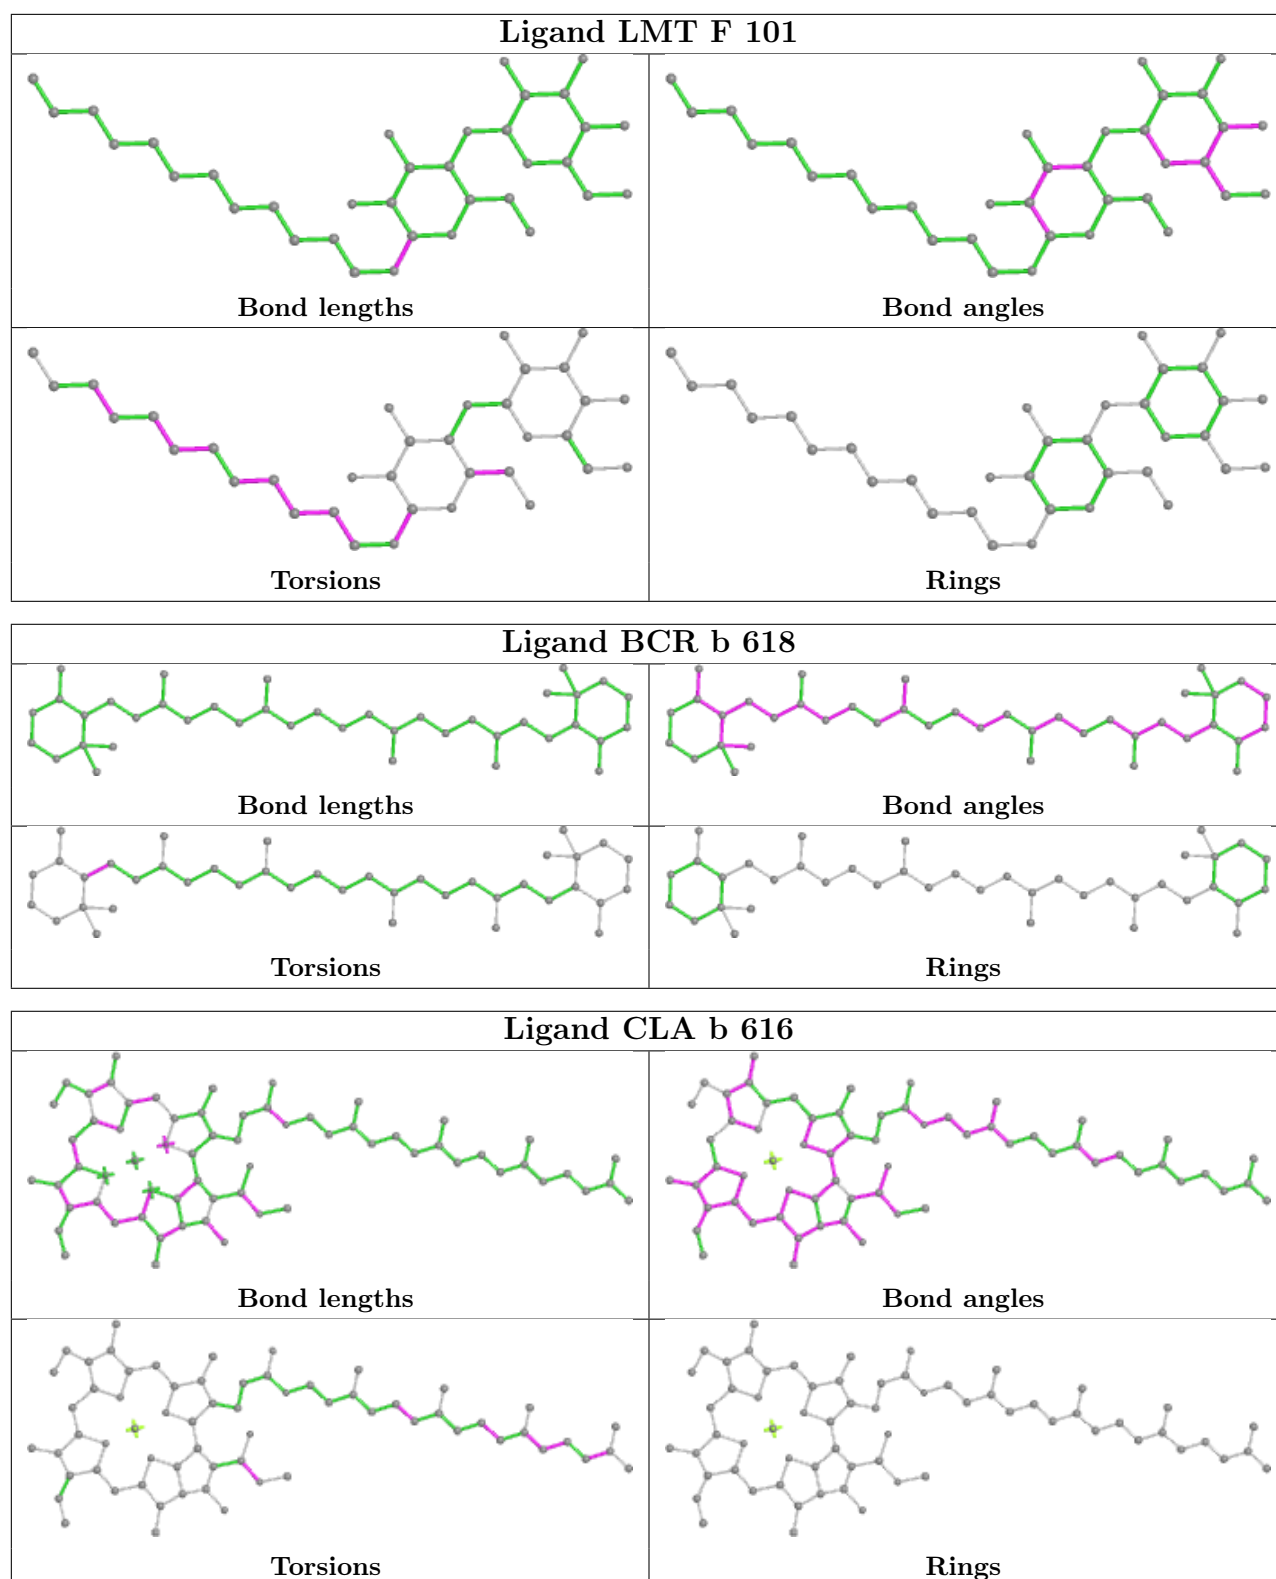 Ligand LMT F 101
Bond lengths
Bond angles
Torsions
Rings
Ligand BCR b 618
Bond lengths
Bond angles
Torsions
Rings
Ligand CLA b 616
Bond lengths
Bond angles
Torsions
Rings